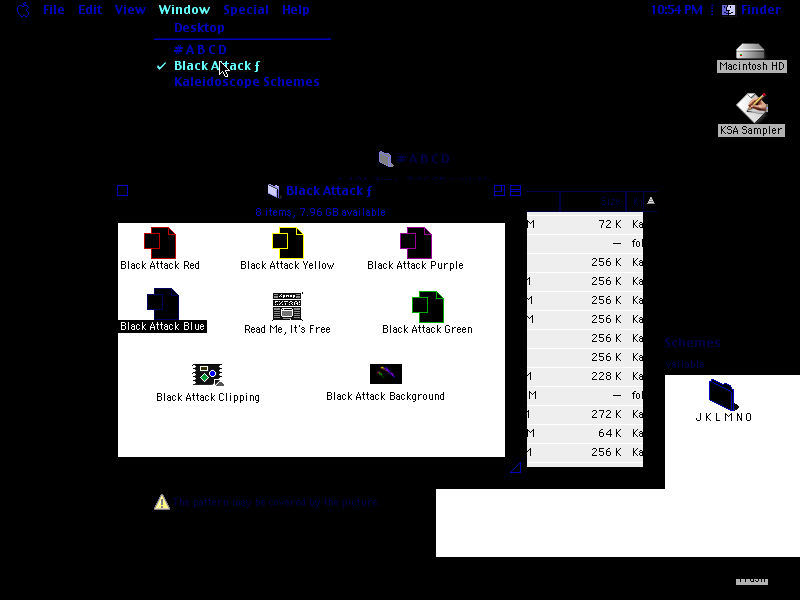 File Edit View Window Special Help 10:54 PM Finder
Desktop
# A B C D
Black Attack ƒ
Kaleidoscope Schemes
Macintosh HD
KSA Sampler
# A B C D
Black Attack ƒ
8 items, 7.96 GB available
M 72 K Ka
— fol
256 K Ka
256 K Ka
256 K Ka
M 256 K Ka
256 K Ka
256 K Ka
228 K Ka
M — fol
272 K Ka
M 64 K Ka
256 K Ka
Black Attack Red
Black Attack Yellow
Black Attack Purple
Black Attack Blue
Read Me, It's Free
Black Attack Green
Black Attack Clipping
Black Attack Background
Schemes
J K L M N O
Trash